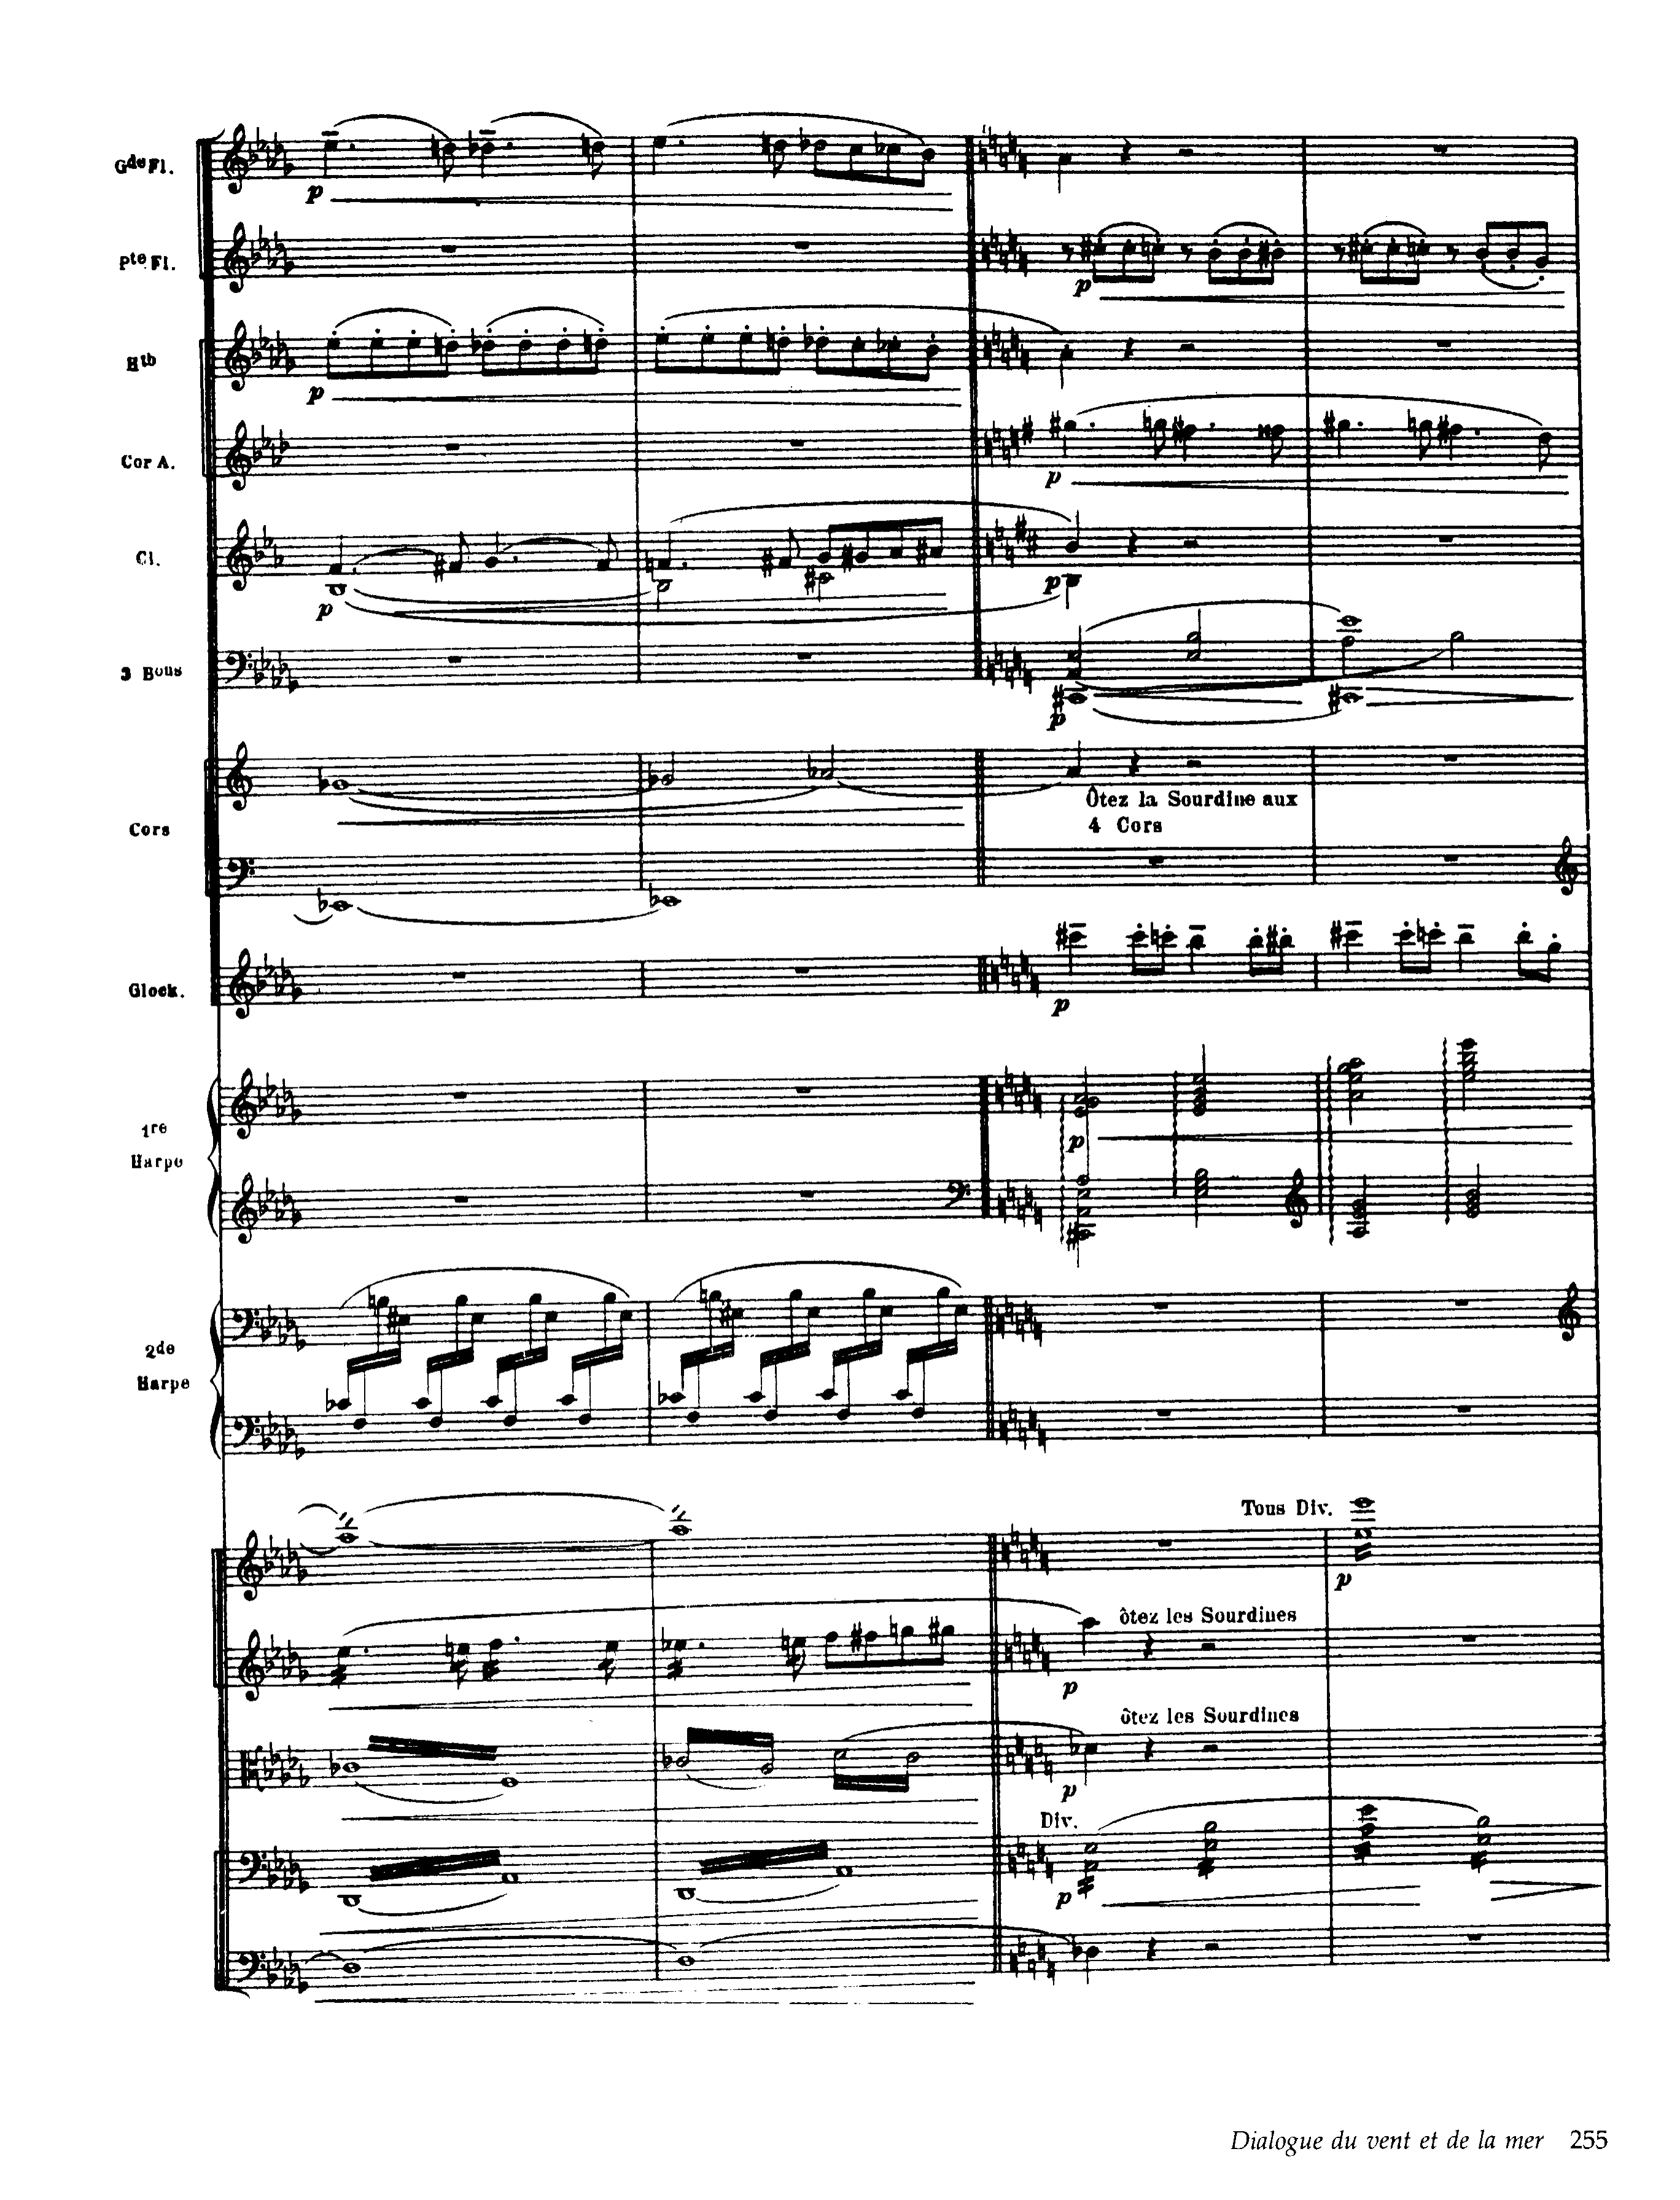 Gde Fl.
p
Pte Fl.
p
Htb
p
Cor A.
p
Cl.
p
p
3 Bons
p
Ôtez la Sourdine aux
4 Cors
Cors
Glock.
p
1re
Harpe
p
2de
Harpe
Tous Div.
p
ôtez les Sourdines
p
ôtez les Sourdines
p
Div.
p
Dialogue du vent et de la mer 255